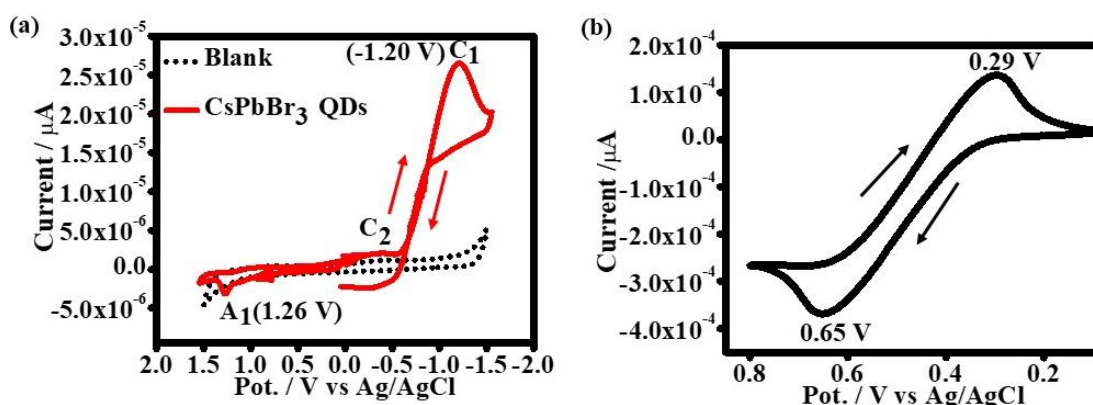 (a)
3.0x10⁻⁵
2.5x10⁻⁵
2.0x10⁻⁵
1.5x10⁻⁵
1.0x10⁻⁵
5.0x10⁻⁶
0.0
-5.0x10⁻⁶
Current / µA
Blank
CsPbBr₃ QDs
(-1.20 V) C₁
C₂
A₁(1.26 V)
2.0 1.5 1.0 0.5 0.0 -0.5 -1.0 -1.5 -2.0
Pot. / V vs Ag/AgCl
(b)
2.0x10⁻⁴
0.0
-1.0x10⁻⁴
-2.0x10⁻⁴
-3.0x10⁻⁴
-4.0x10⁻⁴
Current /µA
0.29 V
0.65 V
0.8 0.6 0.4 0.2
Pot. / V vs Ag/AgCl